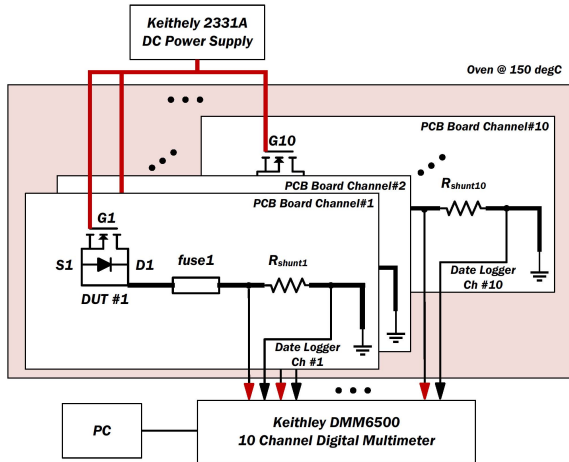 Keithely 2331A
DC Power Supply
Oven @ 150 degC
PCB Board Channel#10
G10
PCB Board Channel#2
PCB Board Channel#1
Rshunt10
G1
S1
D1
fuse1
Rshunt1
DUT #1
Date Logger
Ch #10
Date Logger
Ch #1
PC
Keithley DMM6500
10 Channel Digital Multimeter